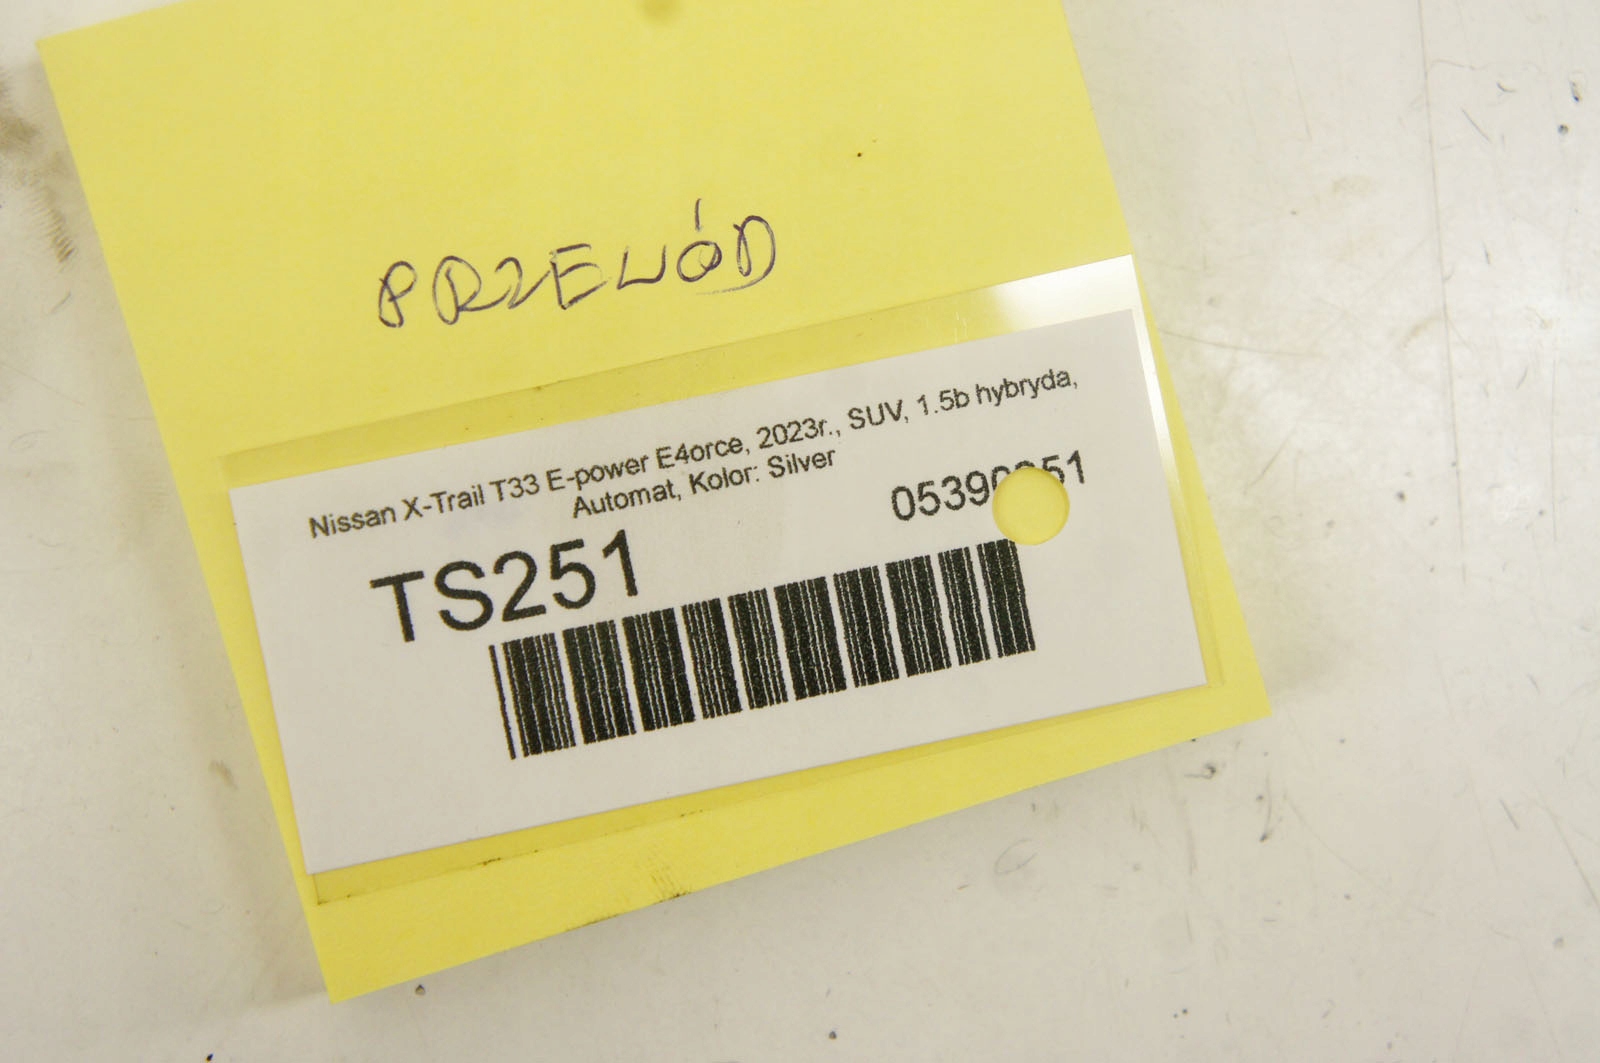 PRZEWÓD
Nissan X-Trail T33 E-power E4orce, 2023r., SUV, 1.5b hybryda,
Automat, Kolor: Silver
TS251